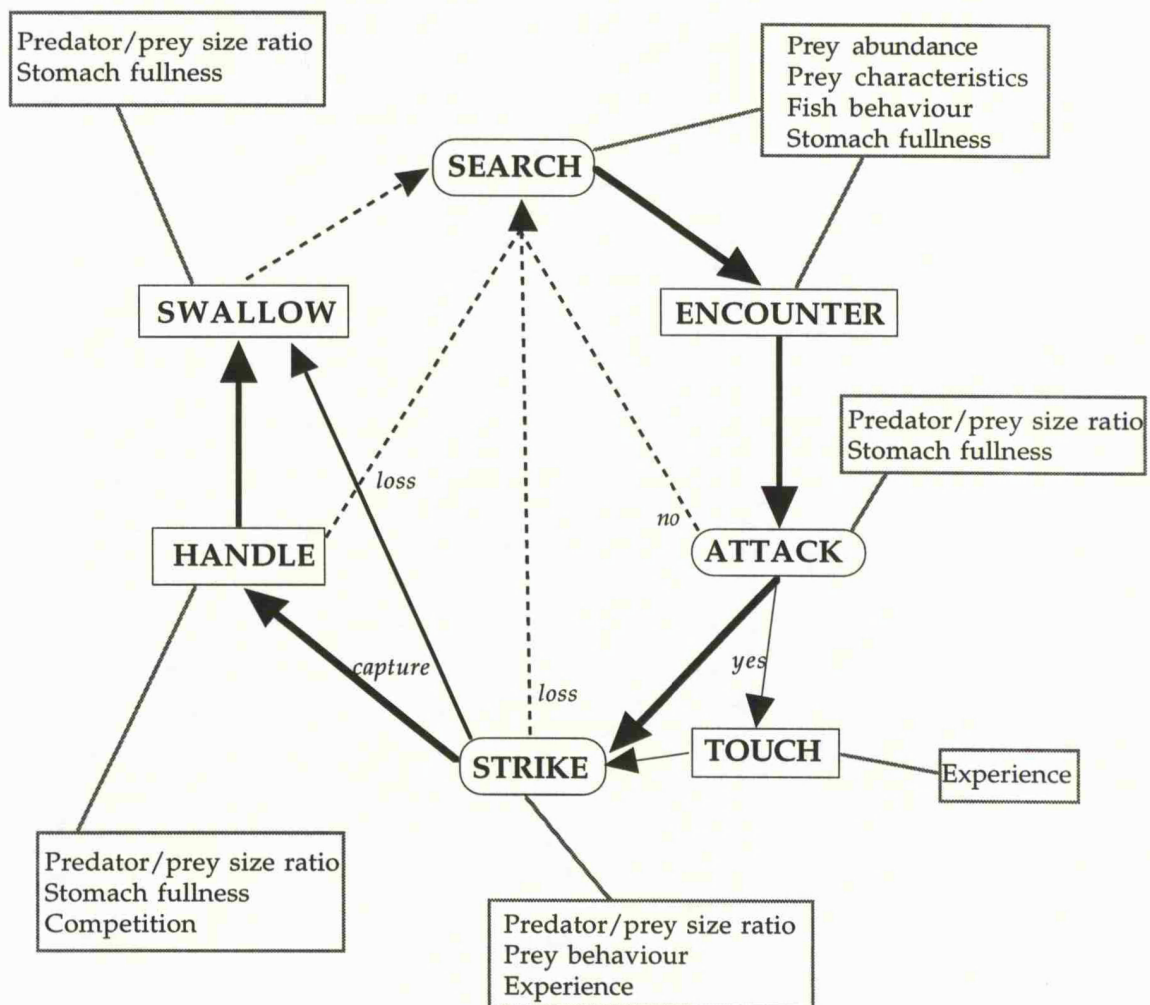 Predator/prey size ratio
Stomach fullness
Prey abundance
Prey characteristics
Fish behaviour
Stomach fullness
SEARCH
SWALLOW
ENCOUNTER
Predator/prey size ratio
Stomach fullness
loss
no
HANDLE
ATTACK
capture
yes
loss
STRIKE
TOUCH
Experience
Predator/prey size ratio
Stomach fullness
Competition
Predator/prey size ratio
Prey behaviour
Experience